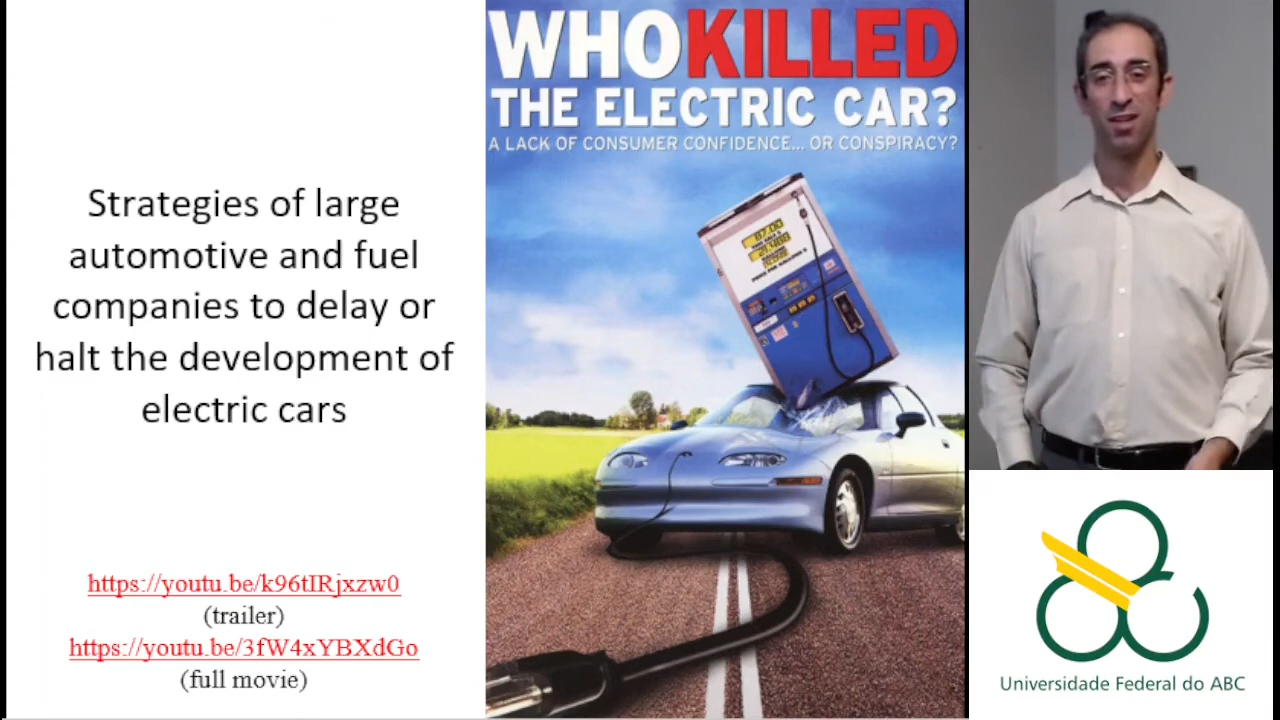 Strategies of large
automotive and fuel
companies to delay or
halt the development of
electric cars
https://youtu.be/k96tIRjxzw0
(trailer)
https://youtu.be/3fW4xYBXdGo
(full movie)
WHO KILLED
THE ELECTRIC CAR?
A LACK OF CONSUMER CONFIDENCE... OR CONSPIRACY?
Universidade Federal do ABC